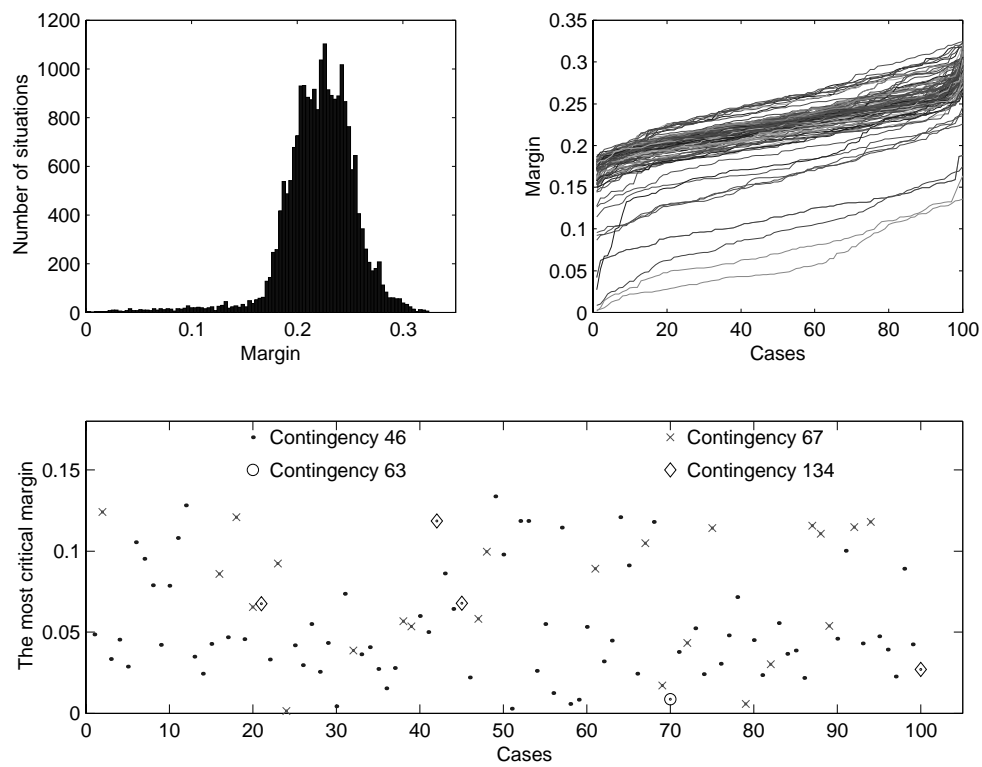 1200
1000
800
600
400
200
0
Number of situations
0 0.1 0.2 0.3
Margin
0.35
0.3
0.25
0.2
0.15
0.1
0.05
0
Margin
0 20 40 60 80 100
Cases
Contingency 46
Contingency 63
Contingency 67
Contingency 134
0.15
0.1
0.05
0
The most critical margin
0 10 20 30 40 50 60 70 80 90 100
Cases